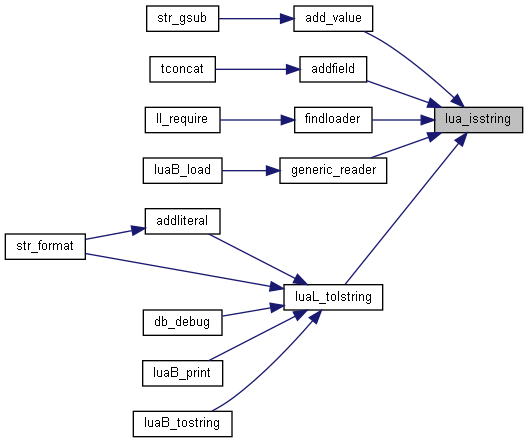 str_gsub
add_value
tconcat
addfield
ll_require
findloader
lua_isstring
luaB_load
generic_reader
addliteral
str_format
luaL_tolstring
db_debug
luaB_print
luaB_tostring